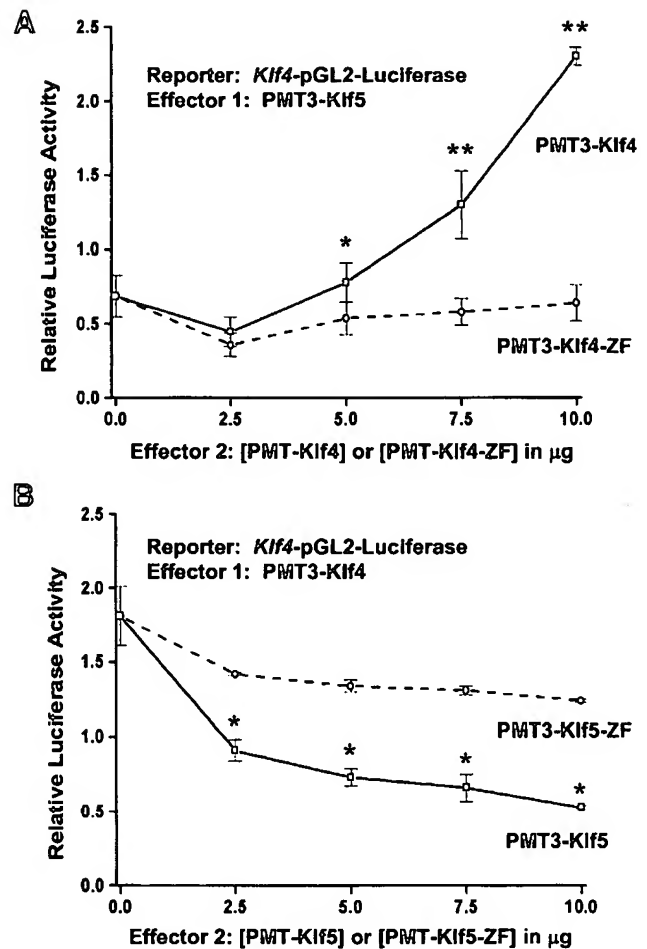 A
2.5
2.0
1.5
1.0
0.5
0.0
Relative Luciferase Activity
Reporter: Klf4-pGL2-Luciferase
Effector 1: PMT3-Klf5
*
**
**
PMT3-Klf4
PMT3-Klf4-ZF
0.0 2.5 5.0 7.5 10.0
Effector 2: [PMT-Klf4] or [PMT-Klf4-ZF] in μg
B
2.5
2.0
1.5
1.0
0.5
0.0
Relative Luciferase Activity
Reporter: Klf4-pGL2-Luciferase
Effector 1: PMT3-Klf4
*
*
*
*
PMT3-Klf5-ZF
PMT3-Klf5
0.0 2.5 5.0 7.5 10.0
Effector 2: [PMT-Klf5] or [PMT-Klf5-ZF] in μg